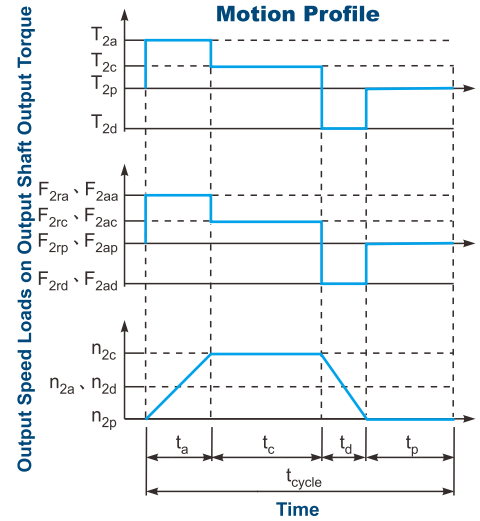 Motion Profile
Output Speed Loads on Output Shaft Output Torque
T2a
T2c
T2p
T2d
F2ra、F2aa
F2rc、F2ac
F2rp、F2ap
F2rd、F2ad
n2c
n2a、n2d
n2p
ta tc td tp
tcycle
Time